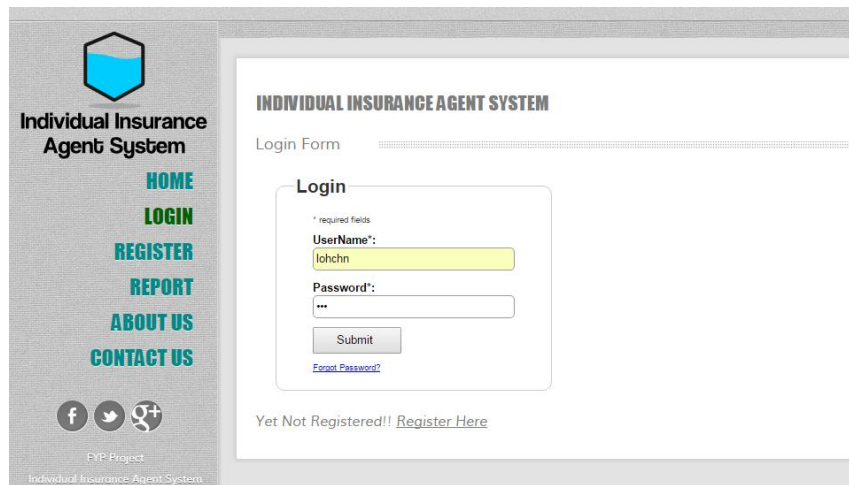 Individual Insurance
Agent System
HOME
LOGIN
REGISTER
REPORT
ABOUT US
CONTACT US
f g+
FYP Project
Individual Insurance Agent System
INDIVIDUAL INSURANCE AGENT SYSTEM
Login Form
Login
* required fields
UserName*:
lohchn
Password*:
•••
Submit
Forgot Password?
Yet Not Registered!! Register Here